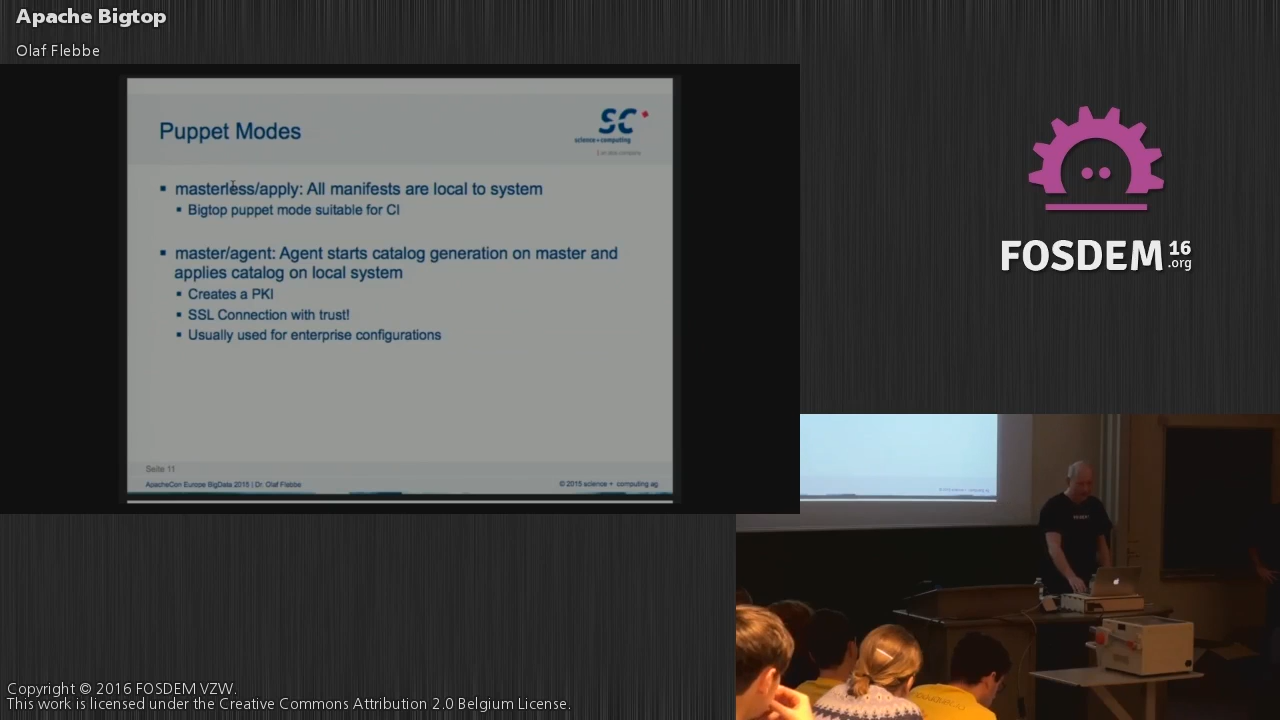 Apache Bigtop
Olaf Flebbe
Puppet Modes
SC
science + computing
masterless/apply: All manifests are local to system
Bigtop puppet mode suitable for CI
master/agent: Agent starts catalog generation on master and
applies catalog on local system
Creates a PKI
SSL Connection with trust!
Usually used for enterprise configurations
Seite 11
ApacheCon Europe BigData 2015 | Dr. Olaf Flebbe
© 2015 science + computing ag
FOSDEM 16
.org
Copyright © 2016 FOSDEM VZW.
This work is licensed under the Creative Commons Attribution 2.0 Belgium License.